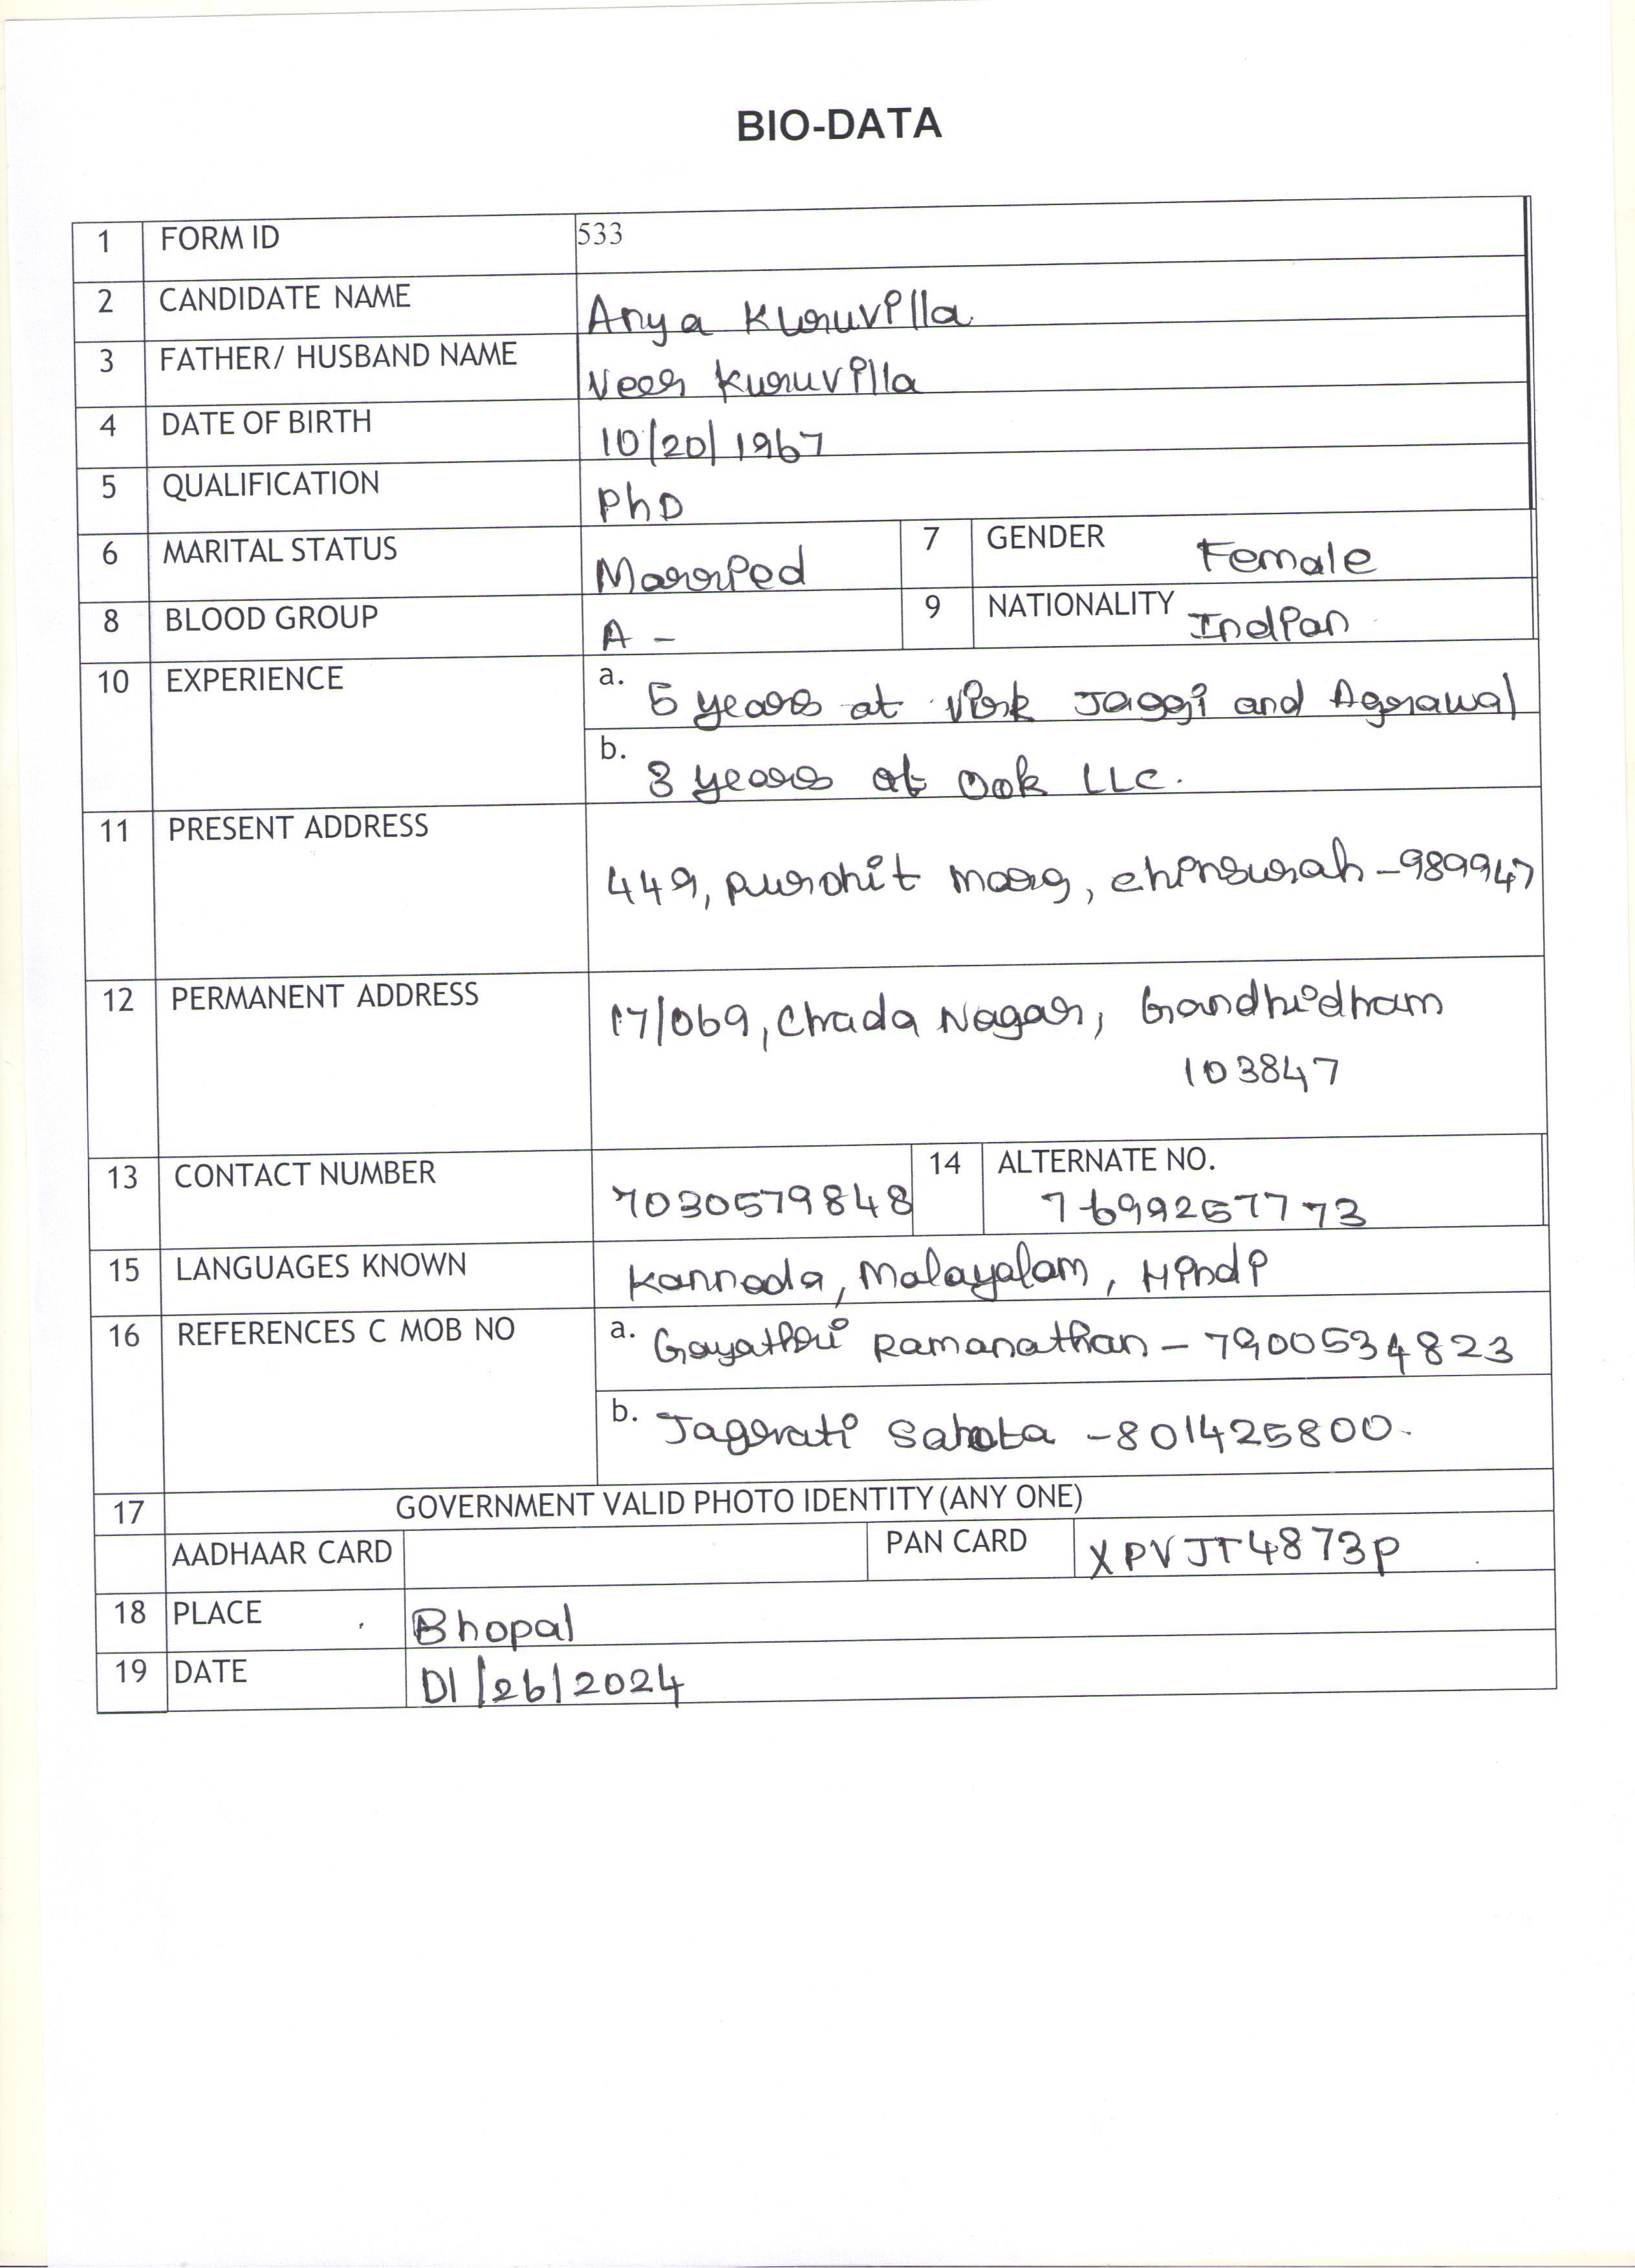 BIO-DATA
1 FORM ID 533
2 CANDIDATE NAME Anya Kuruvilla
3 FATHER/ HUSBAND NAME Veer Kuruvilla
4 DATE OF BIRTH 10/20/1967
5 QUALIFICATION PhD
6 MARITAL STATUS Married 7 GENDER Female
8 BLOOD GROUP A - 9 NATIONALITY Indian
10 EXPERIENCE a. 5 years at Virk Jaggi and Aggrawal
b. 3 years at Oak LLC.
11 PRESENT ADDRESS
449, purohit marg, chinsurah - 989947
12 PERMANENT ADDRESS 17/069, Chada Nagar, Gandhidham
103847
13 CONTACT NUMBER 7030579848 14 ALTERNATE NO. 7699257773
15 LANGUAGES KNOWN Kannada, Malayalam, Hindi
16 REFERENCES C MOB NO a. Gayathri Ramanathan - 7900534823
b. Jagrati Sahota - 801425800.
17 GOVERNMENT VALID PHOTO IDENTITY (ANY ONE)
AADHAAR CARD PAN CARD XPVJT4873P
18 PLACE Bhopal
19 DATE 01/26/2024